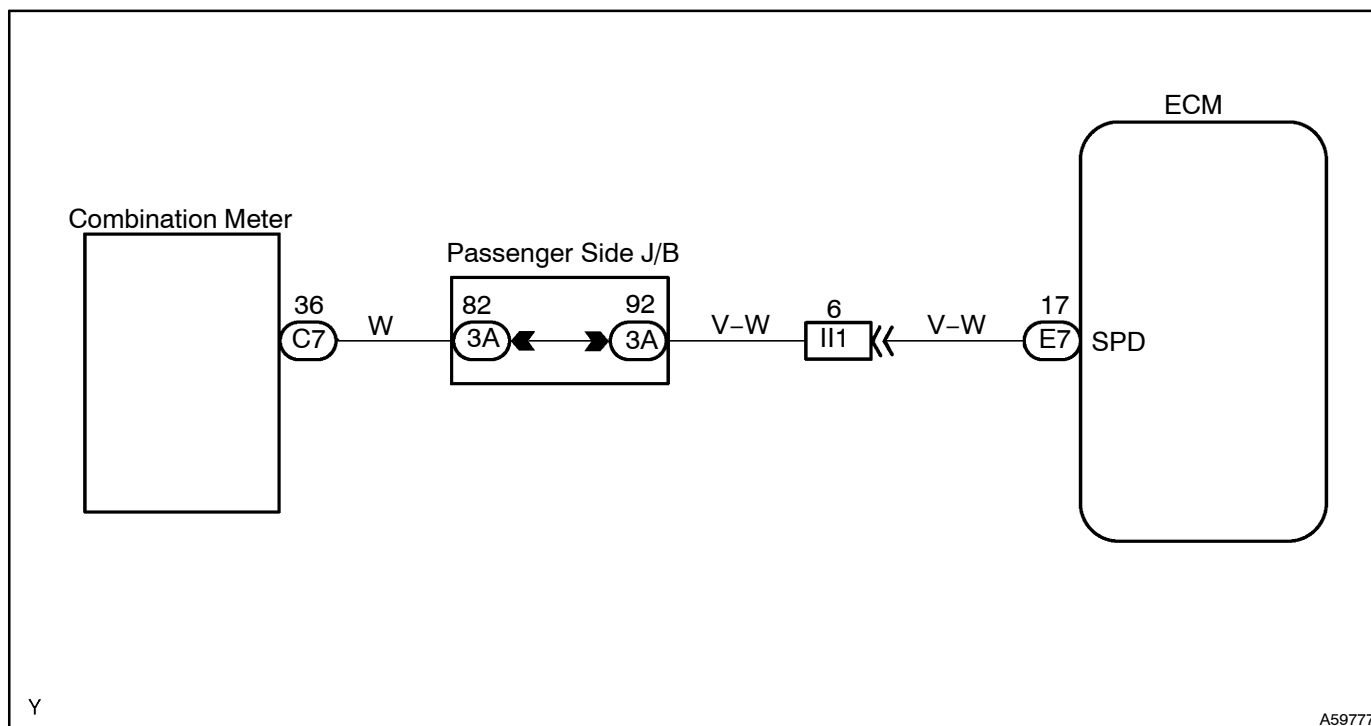 ECM
Combination Meter
Passenger Side J/B
36
82
92
6
17
C7
W
3A
3A
V–W
II1
V–W
E7
SPD
Y
A59777